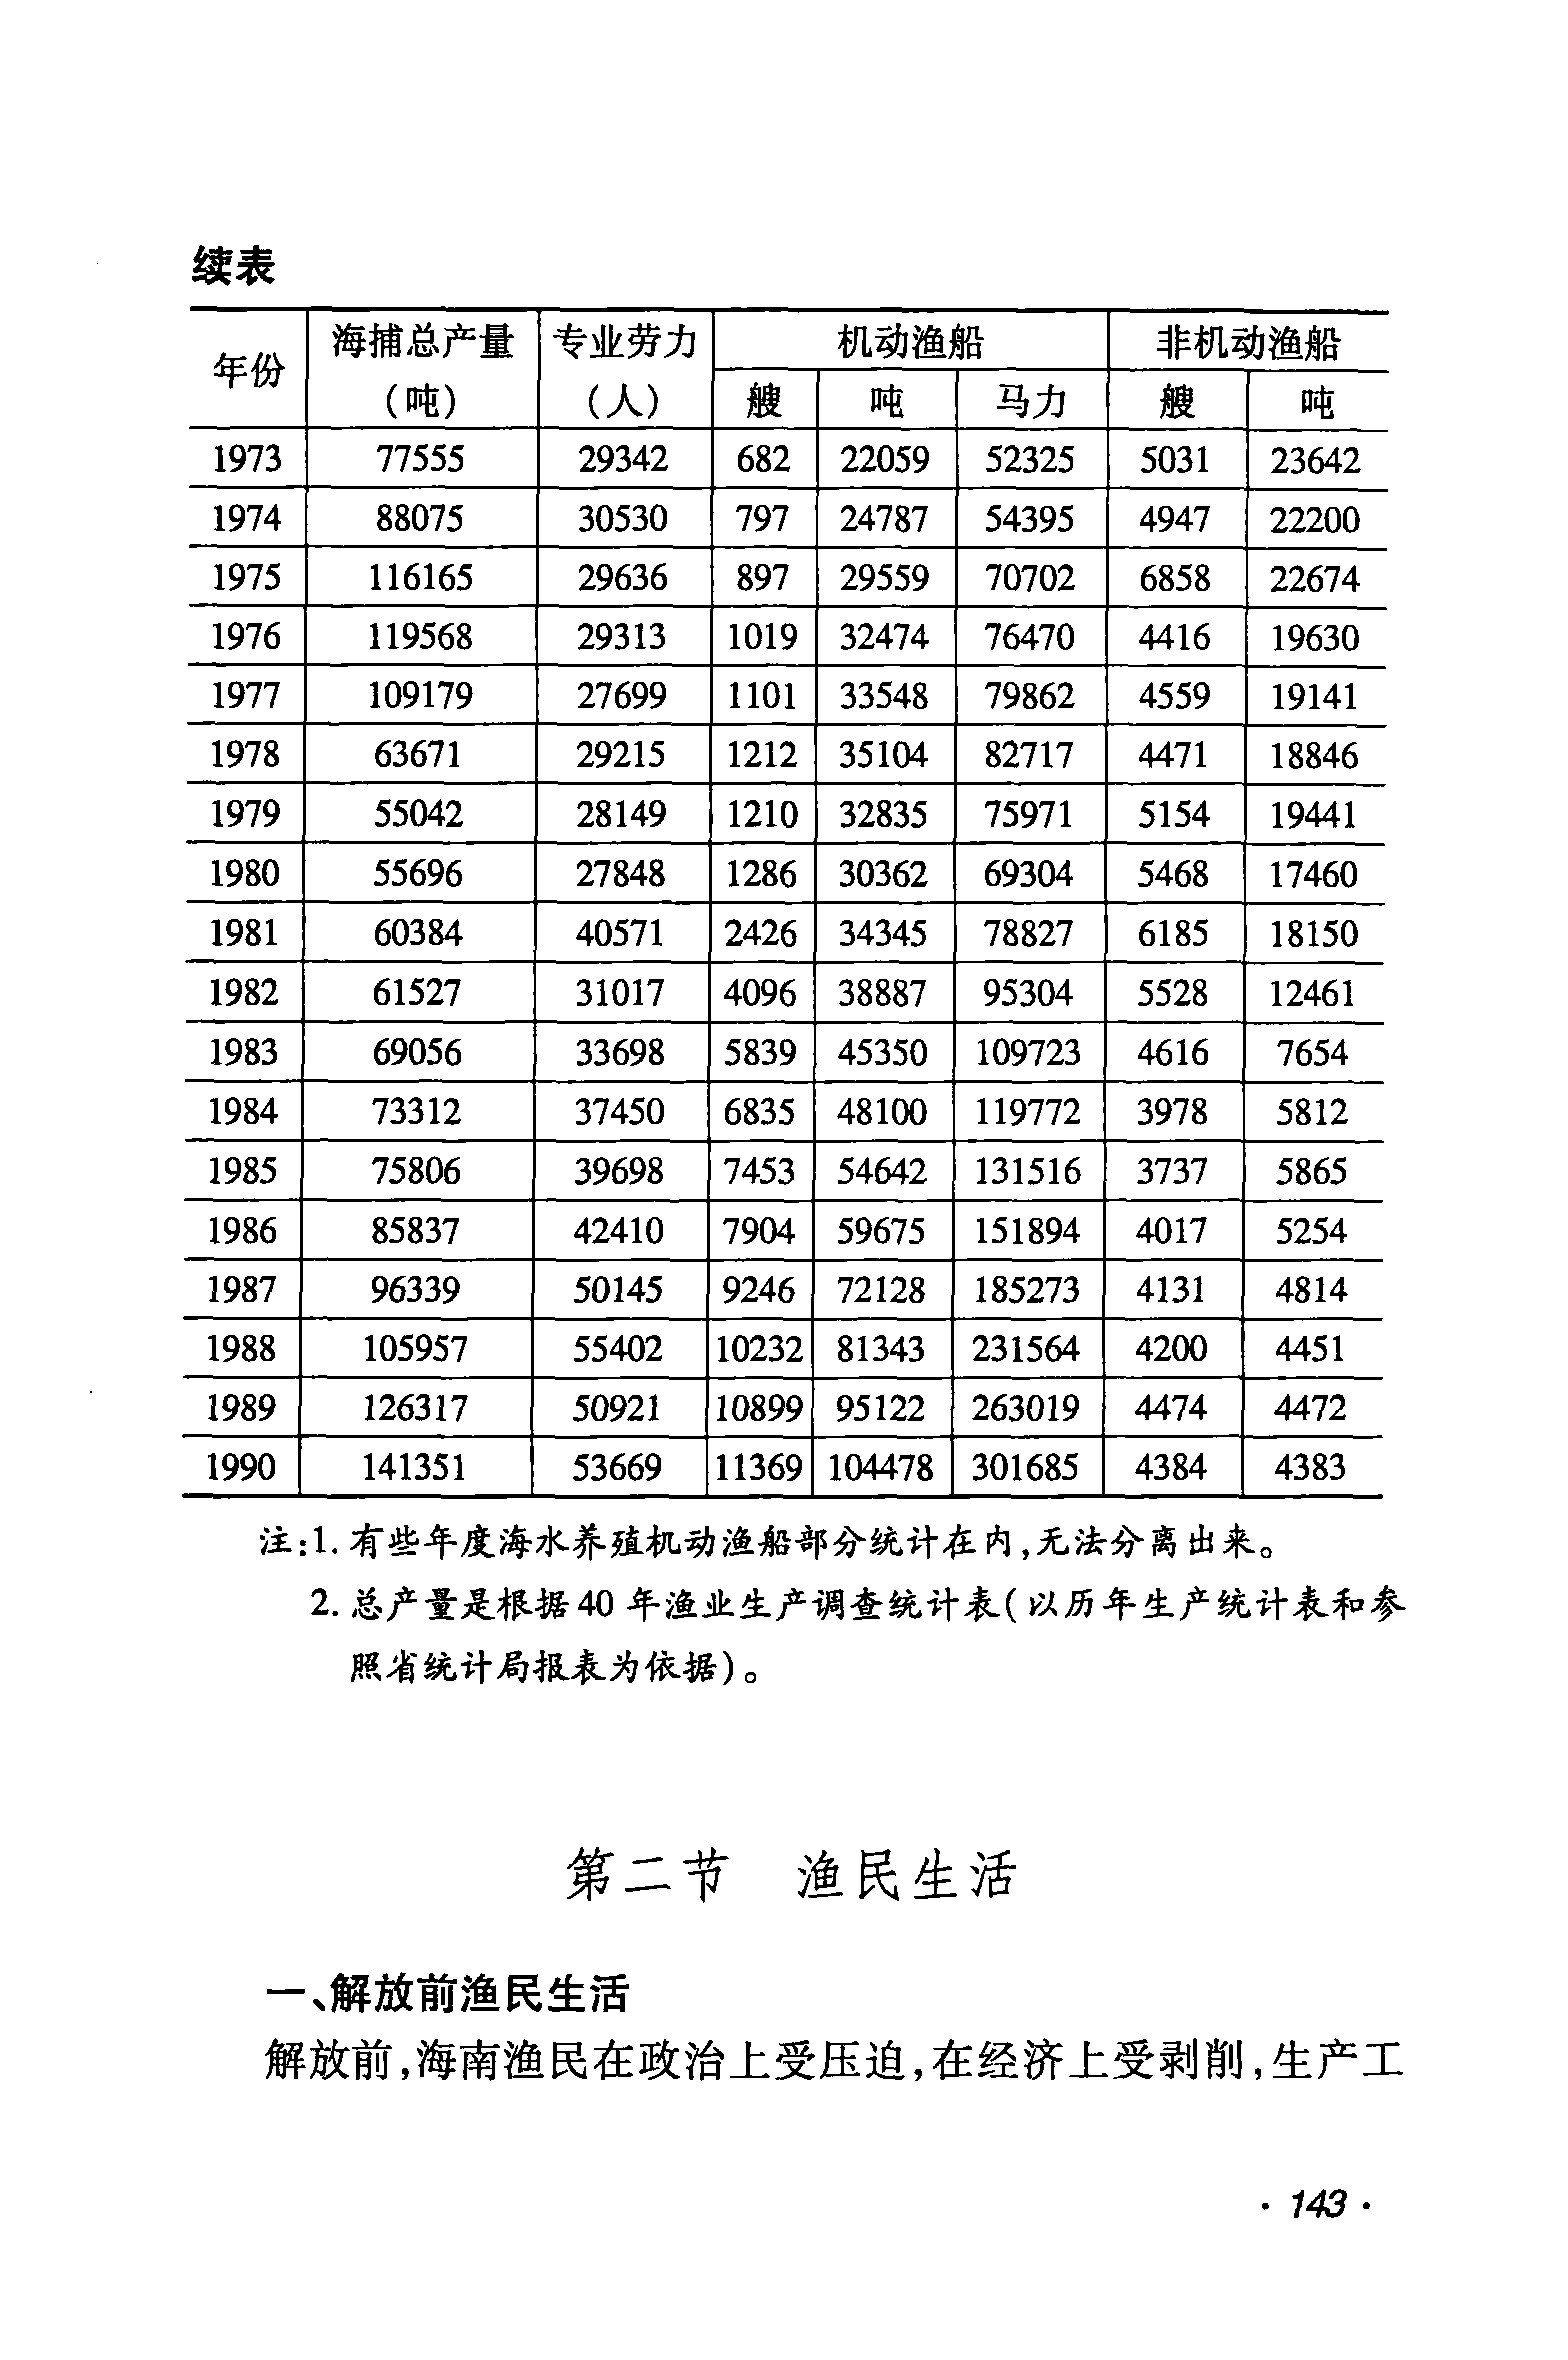 续表
年份 海捕总产量 专业劳力 机动渔船 非机动渔船
(吨) (人) 艘 吨 马力 艘 吨
1973 77555 29342 682 22059 52325 5031 23642
1974 88075 30530 797 24787 54395 4947 22200
1975 116165 29636 897 29559 70702 6858 22674
1976 119568 29313 1019 32474 76470 4416 19630
1977 109179 27699 1101 33548 79862 4559 19141
1978 63671 29215 1212 35104 82717 4471 18846
1979 55042 28149 1210 32835 75971 5154 19441
1980 55696 27848 1286 30362 69304 5468 17460
1981 60384 40571 2426 34345 78827 6185 18150
1982 61527 31017 4096 38887 95304 5528 12461
1983 69056 33698 5839 45350 109723 4616 7654
1984 73312 37450 6835 48100 119772 3978 5812
1985 75806 39698 7453 54642 131516 3737 5865
1986 85837 42410 7904 59675 151894 4017 5254
1987 96339 50145 9246 72128 185273 4131 4814
1988 105957 55402 10232 81343 231564 4200 4451
1989 126317 50921 10899 95122 263019 4474 4472
1990 141351 53669 11369 104478 301685 4384 4383
注:1. 有些年度海水养殖机动渔船部分统计在内,无法分离出来。
2. 总产量是根据40年渔业生产调查统计表(以历年生产统计表和参
照省统计局报表为依据)。
第二节 渔民生活
一、解放前渔民生活
解放前,海南渔民在政治上受压迫,在经济上受剥削,生产工
· 143 ·